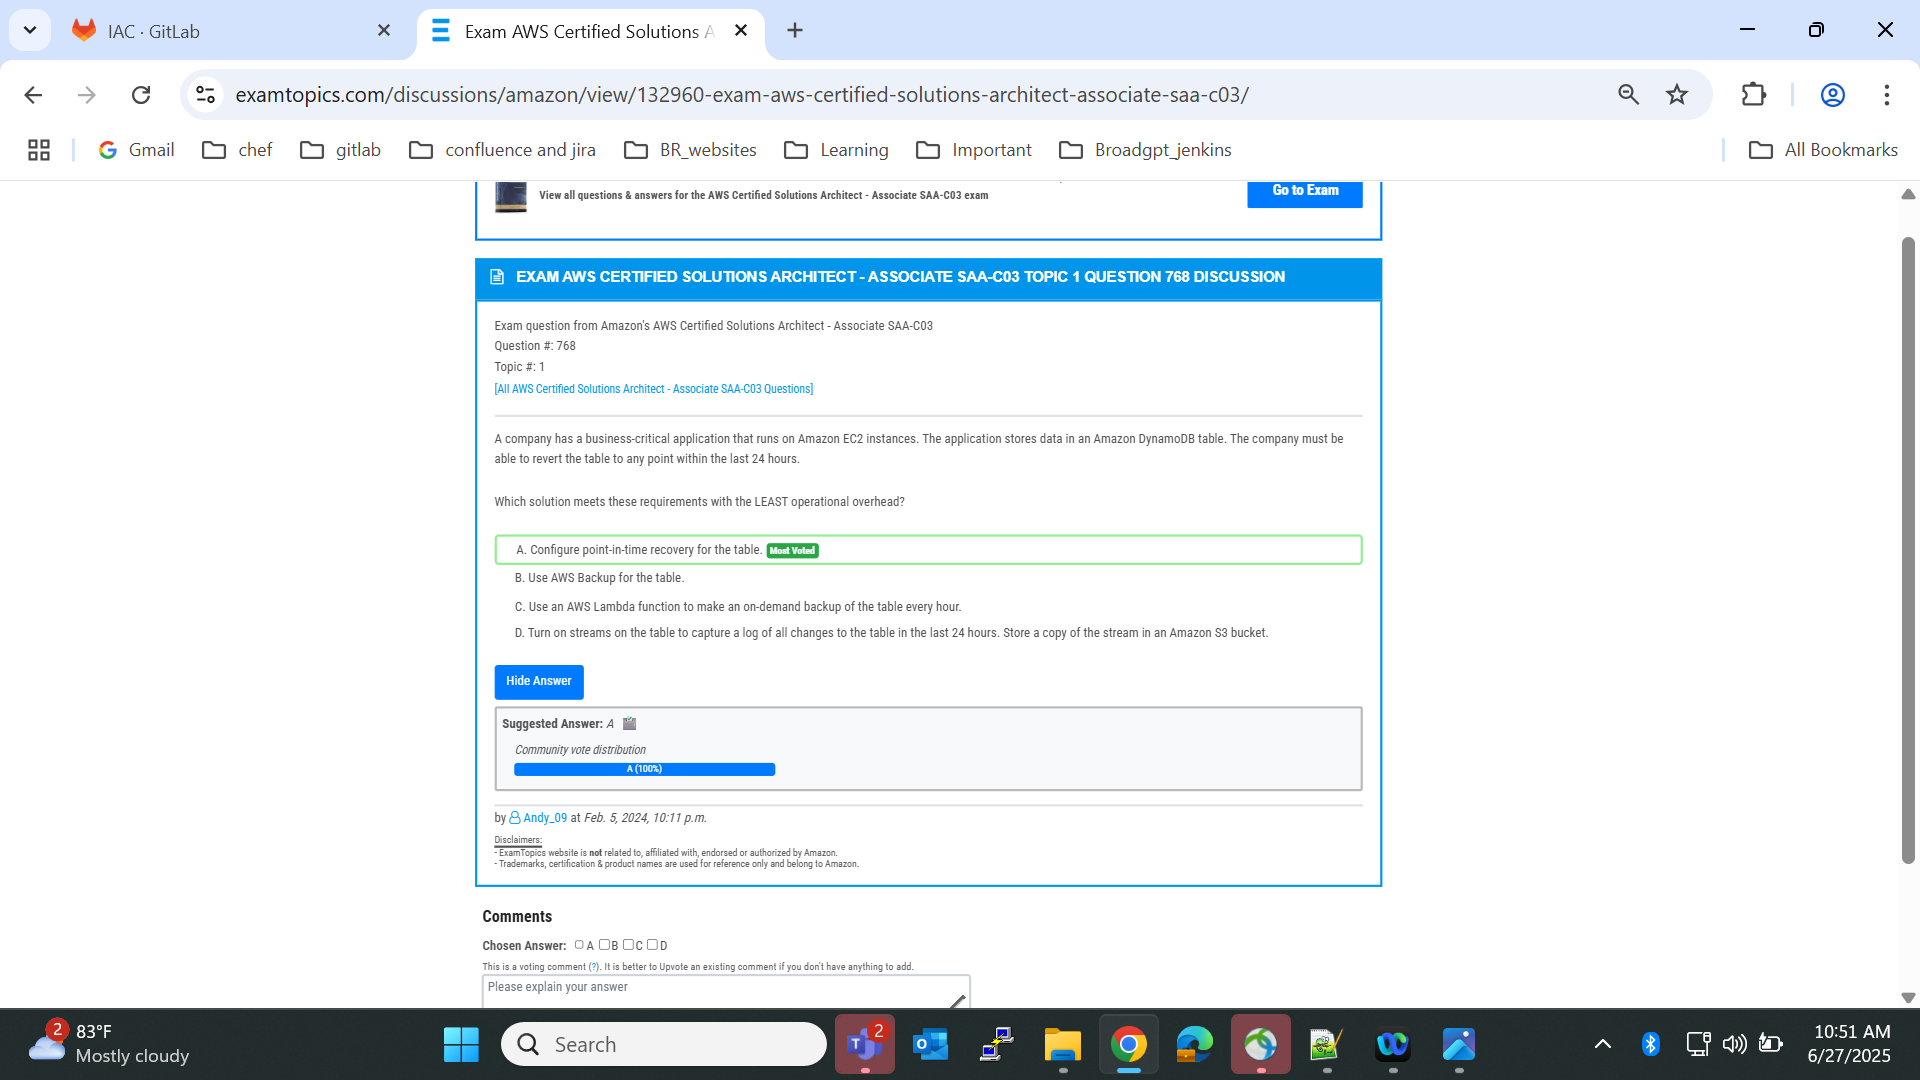 IAC · GitLab
Exam AWS Certified Solutions A
examtopics.com/discussions/amazon/view/132960-exam-aws-certified-solutions-architect-associate-saa-c03/
Gmail
chef
gitlab
confluence and jira
BR_websites
Learning
Important
Broadgpt_jenkins
All Bookmarks
View all questions & answers for the AWS Certified Solutions Architect - Associate SAA-C03 exam
Go to Exam
EXAM AWS CERTIFIED SOLUTIONS ARCHITECT - ASSOCIATE SAA-C03 TOPIC 1 QUESTION 768 DISCUSSION
Exam question from Amazon's AWS Certified Solutions Architect - Associate SAA-C03
Question #: 768
Topic #: 1
[All AWS Certified Solutions Architect - Associate SAA-C03 Questions]
A company has a business-critical application that runs on Amazon EC2 instances. The application stores data in an Amazon DynamoDB table. The company must be
able to revert the table to any point within the last 24 hours.
Which solution meets these requirements with the LEAST operational overhead?
A. Configure point-in-time recovery for the table. Most Voted
B. Use AWS Backup for the table.
C. Use an AWS Lambda function to make an on-demand backup of the table every hour.
D. Turn on streams on the table to capture a log of all changes to the table in the last 24 hours. Store a copy of the stream in an Amazon S3 bucket.
Hide Answer
Suggested Answer: A
Community vote distribution
A (100%)
by Andy_09 at Feb. 5, 2024, 10:11 p.m.
Disclaimers:
- ExamTopics website is not related to, affiliated with, endorsed or authorized by Amazon.
- Trademarks, certification & product names are used for reference only and belong to Amazon.
Comments
Chosen Answer: A B C D
This is a voting comment (?). It is better to Upvote an existing comment if you don't have anything to add.
Please explain your answer
2
83°F
Mostly cloudy
Search
2
10:51 AM
6/27/2025